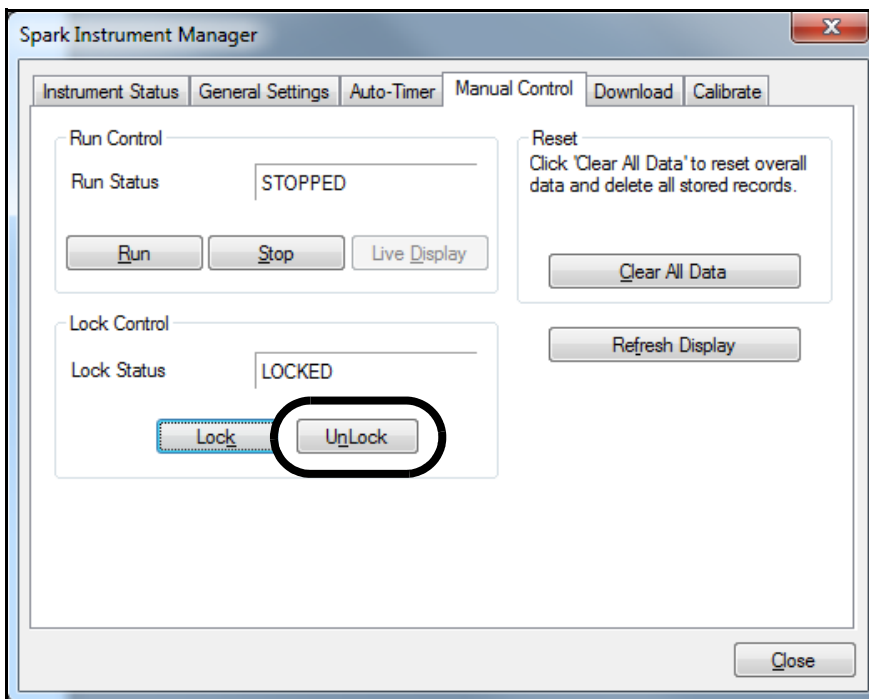 Spark Instrument Manager
Instrument Status General Settings Auto-Timer Manual Control Download Calibrate
Run Control
Run Status STOPPED
Run Stop Live Display
Lock Control
Lock Status LOCKED
Lock UnLock
Reset
Click 'Clear All Data' to reset overall
data and delete all stored records.
Clear All Data
Refresh Display
Close